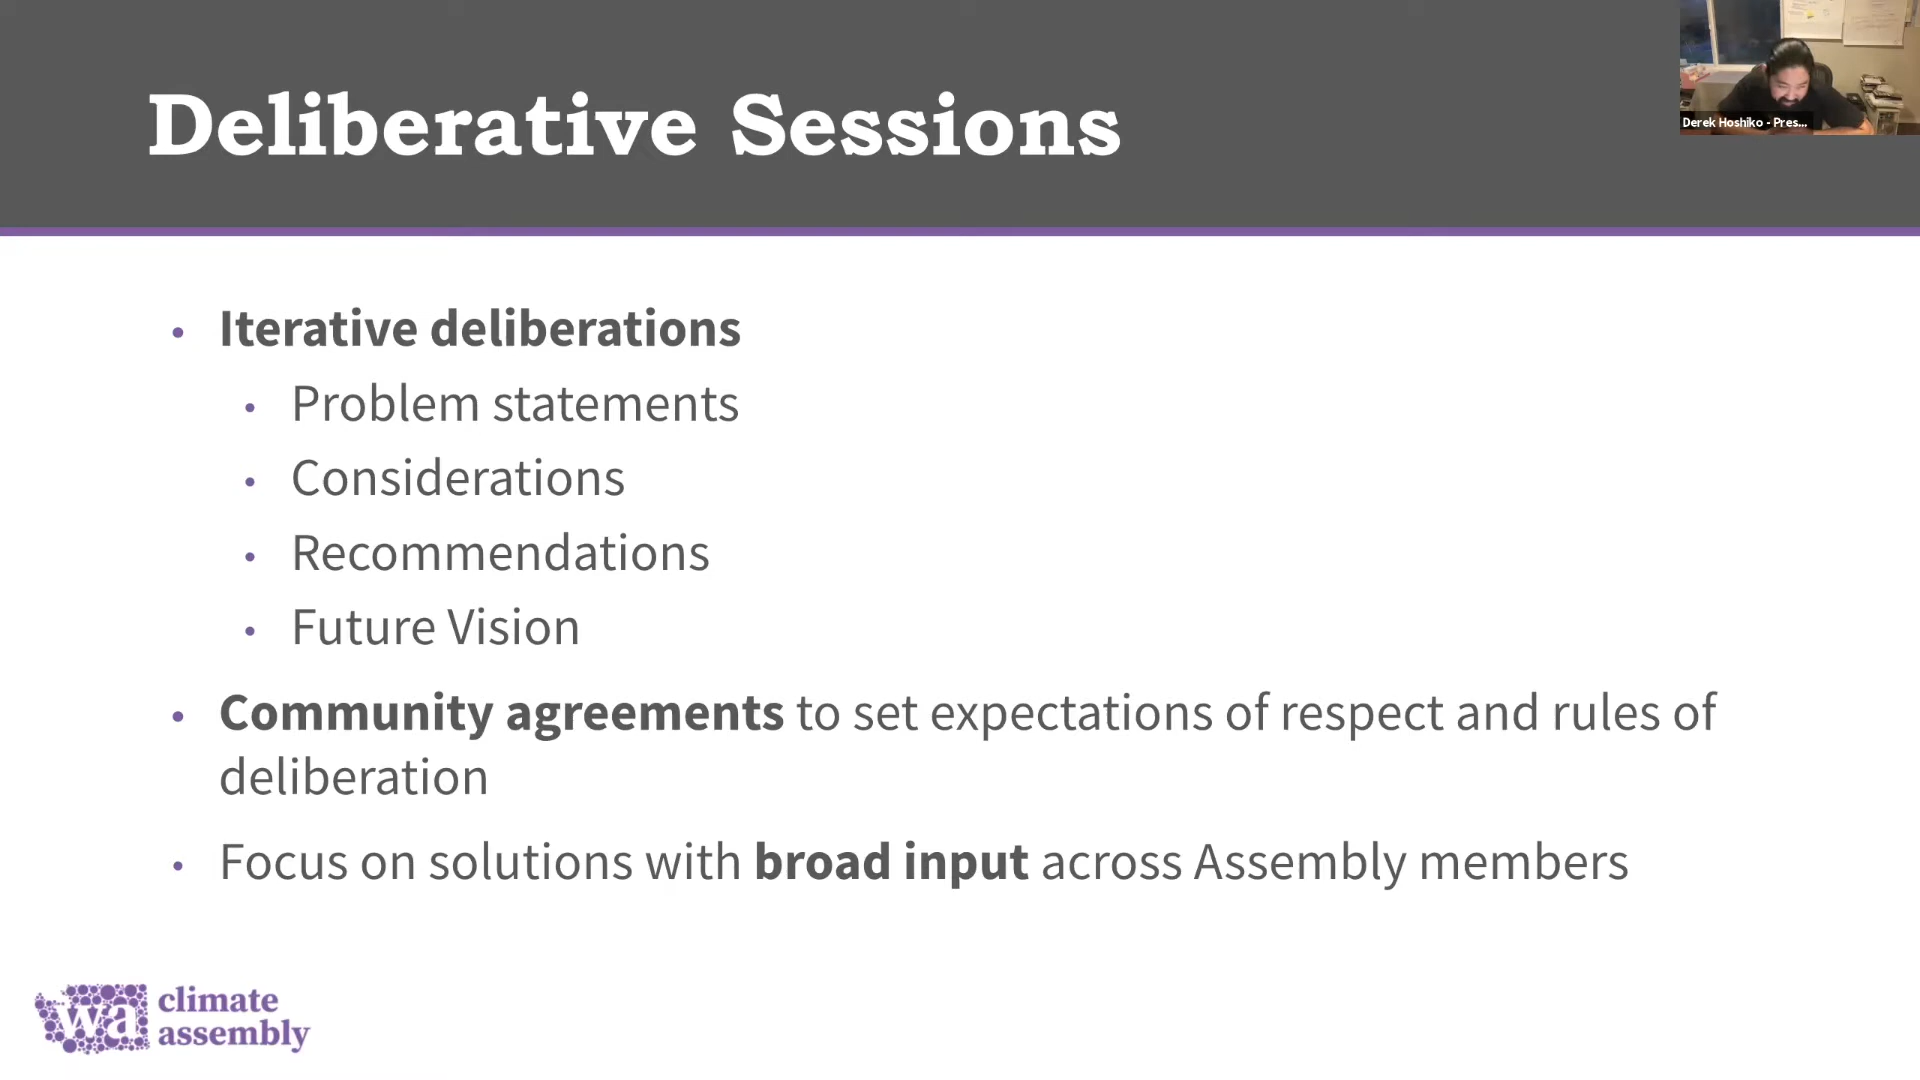 Deliberative Sessions
Derek Hoshiko - Pres...
• Iterative deliberations
• Problem statements
• Considerations
• Recommendations
• Future Vision
• Community agreements to set expectations of respect and rules of
deliberation
• Focus on solutions with broad input across Assembly members
wa climate
assembly